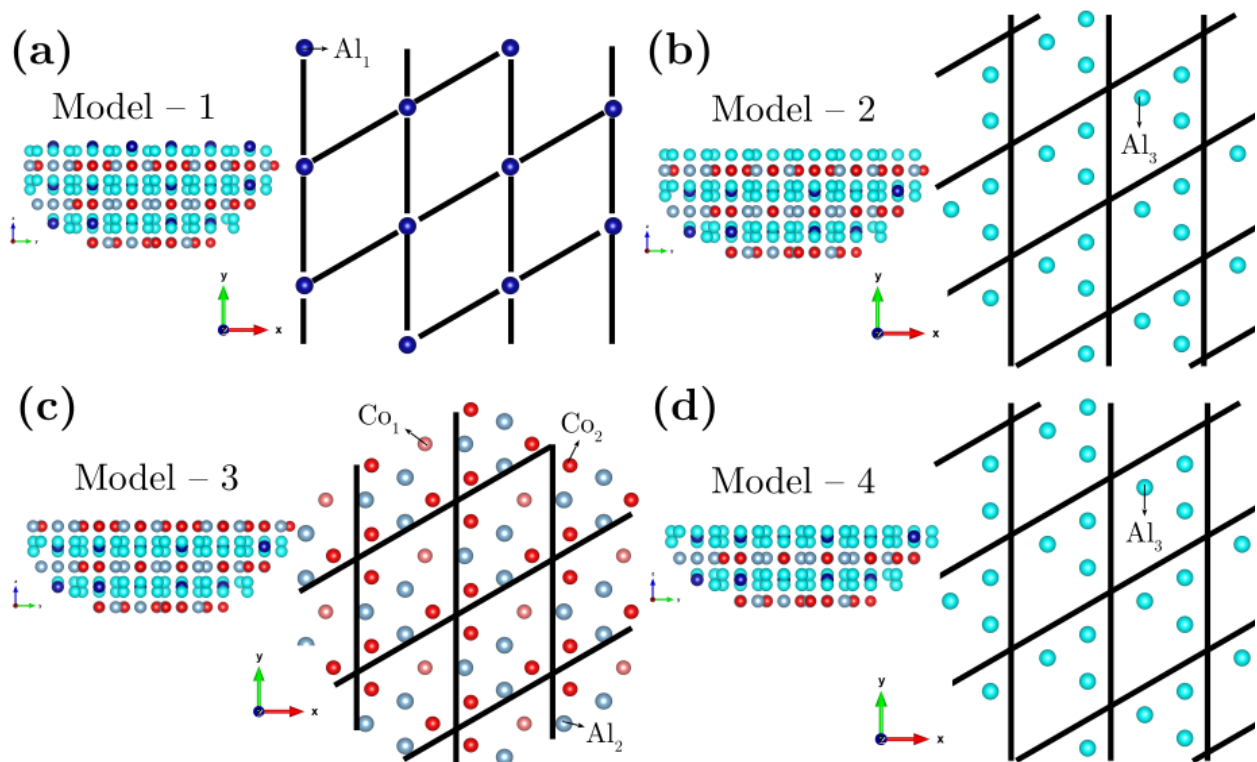 (a)
Al₁
Model – 1
z
y
y
x
(b)
Model – 2
Al₃
z
y
y
x
(c)
Co₁
Co₂
Model – 3
z
y
y
x
Al₂
(d)
Model – 4
Al₃
z
y
y
x